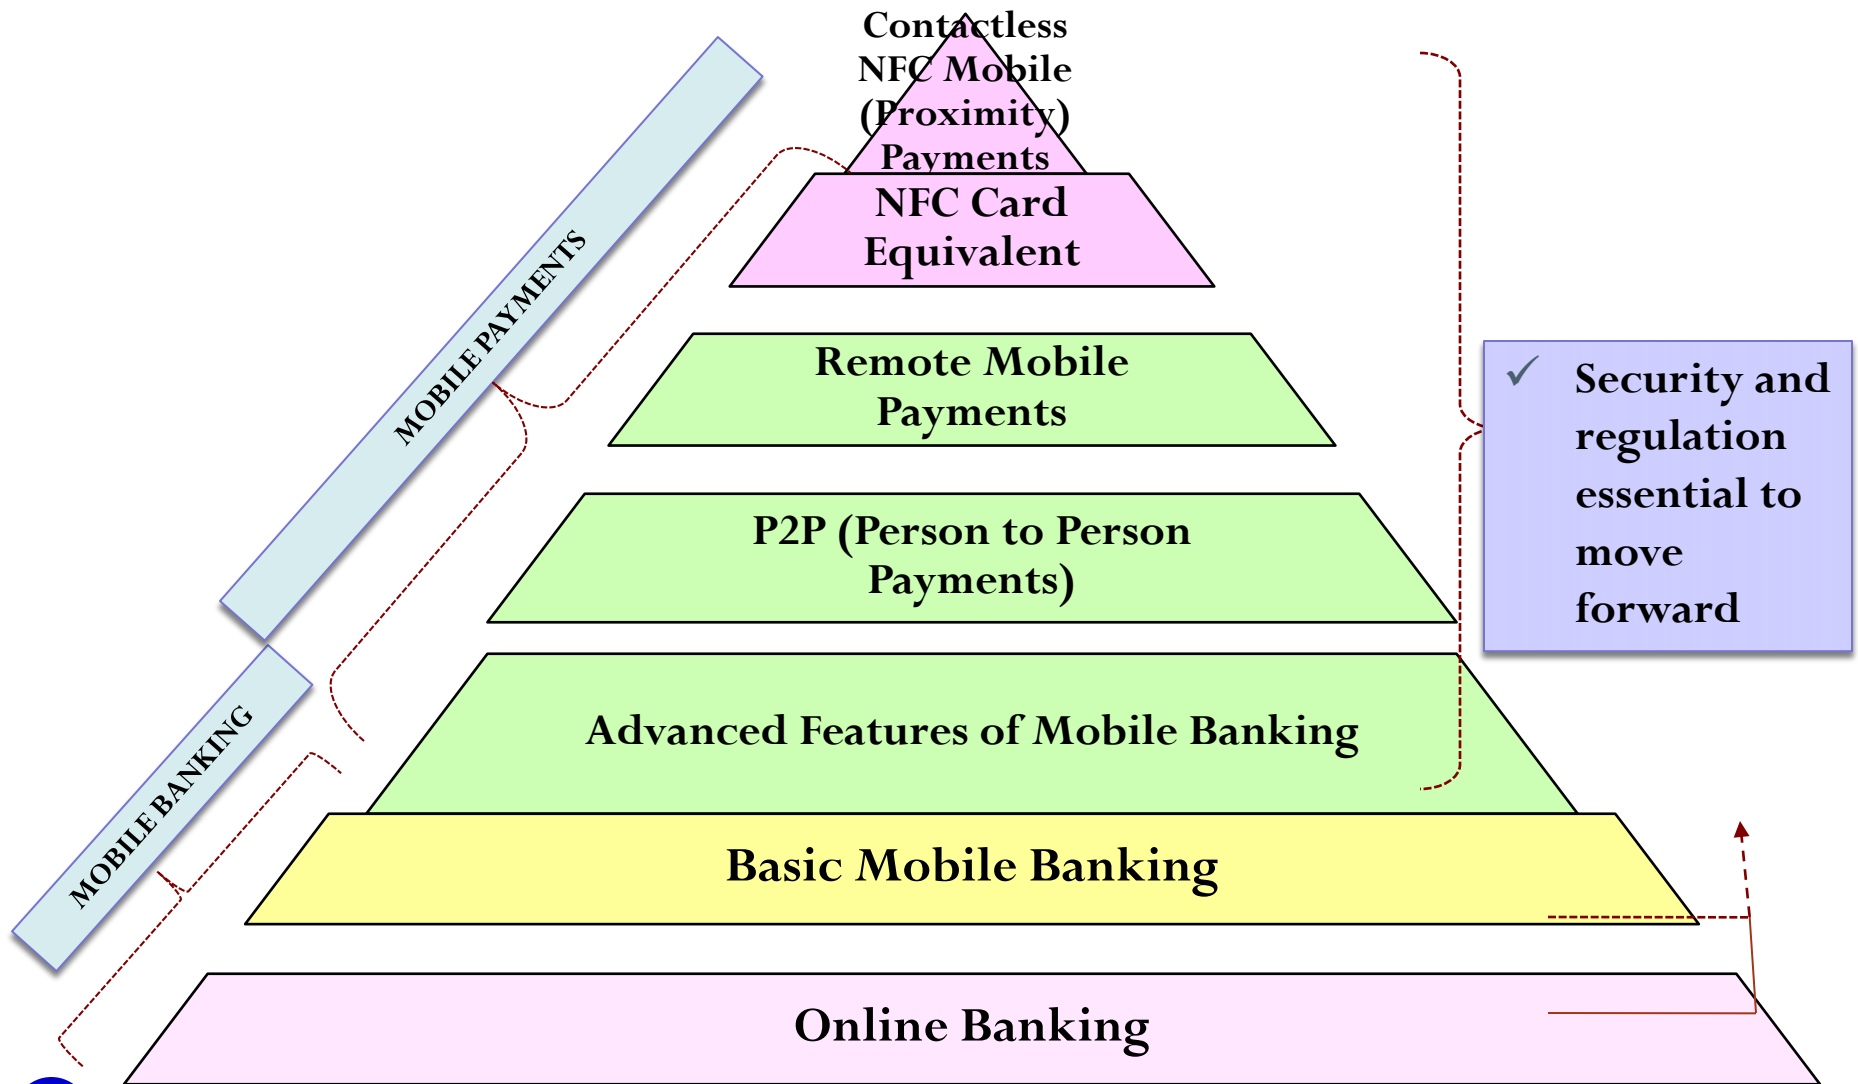 Contactless
NFC Mobile
(Proximity)
Payments
NFC Card
Equivalent
MOBILE PAYMENTS
Remote Mobile
Payments
✓ Security and
regulation
essential to
move
forward
P2P (Person to Person
Payments)
Advanced Features of Mobile Banking
MOBILE BANKING
Basic Mobile Banking
Online Banking